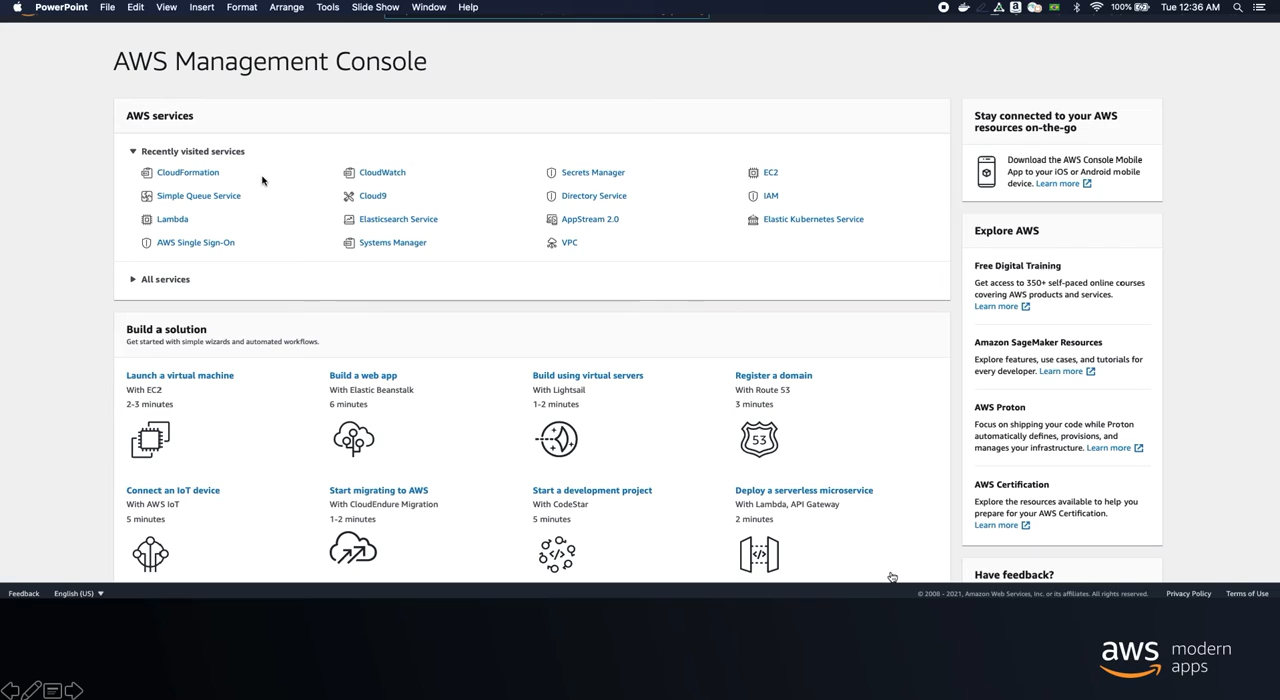 PowerPoint File Edit View Insert Format Arrange Tools Slide Show Window Help
100% Tue 12:36 AM
AWS Management Console
AWS services
Recently visited services
CloudFormation
CloudWatch
Secrets Manager
EC2
Simple Queue Service
Cloud9
Directory Service
IAM
Lambda
Elasticsearch Service
AppStream 2.0
Elastic Kubernetes Service
AWS Single Sign-On
Systems Manager
VPC
All services
Build a solution
Get started with simple wizards and automated workflows.
Launch a virtual machine
With EC2
2-3 minutes
Build a web app
With Elastic Beanstalk
6 minutes
Build using virtual servers
With Lightsail
1-2 minutes
Register a domain
With Route 53
3 minutes
53
Connect an IoT device
With AWS IoT
5 minutes
Start migrating to AWS
With CloudEndure Migration
1-2 minutes
Start a development project
With CodeStar
5 minutes
Deploy a serverless microservice
With Lambda, API Gateway
2 minutes
Stay connected to your AWS
resources on-the-go
Download the AWS Console Mobile
App to your iOS or Android mobile
device. Learn more
Explore AWS
Free Digital Training
Get access to 350+ self-paced online courses
covering AWS products and services.
Learn more
Amazon SageMaker Resources
Explore features, use cases, and tutorials for
every developer. Learn more
AWS Proton
Focus on shipping your code while Proton
automatically defines, provisions, and
manages your infrastructure. Learn more
AWS Certification
Explore the resources available to help you
prepare for your AWS Certification.
Learn more
Have feedback?
Feedback English (US)
© 2008 - 2021, Amazon Web Services, Inc. or its affiliates. All rights reserved. Privacy Policy Terms of Use
aws modern
apps